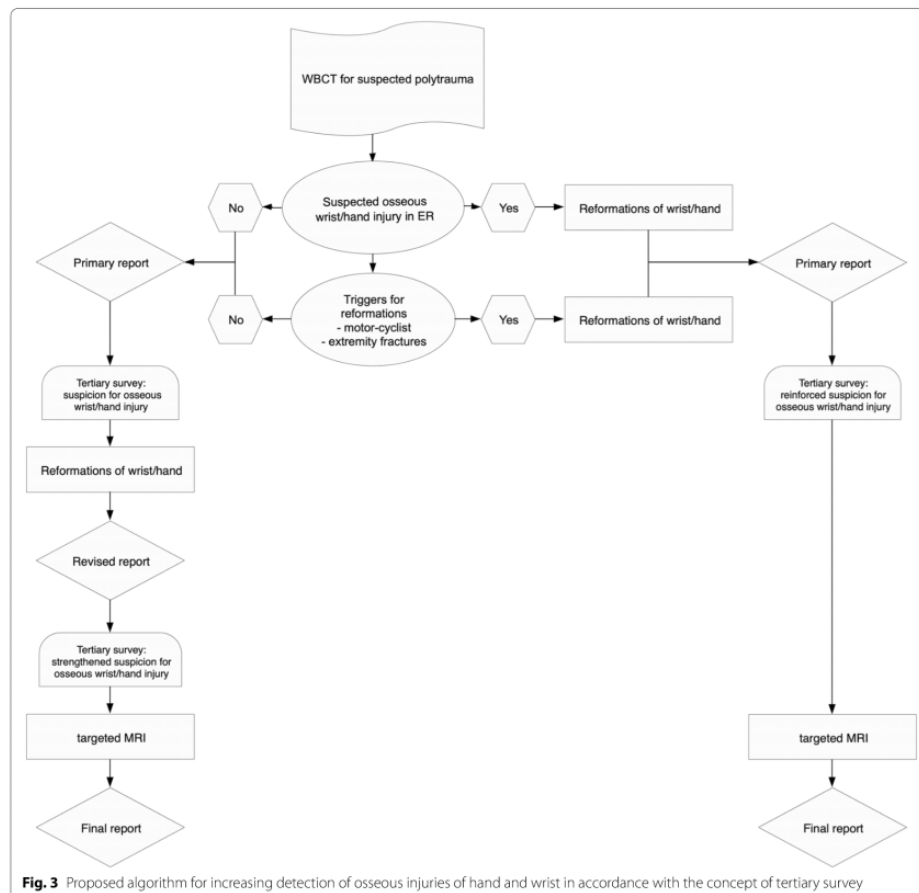 WBCT for suspected polytrauma
Suspected osseous
wrist/hand injury in ER
No
Yes
Reformations of wrist/hand
Primary report
Primary report
Triggers for
reformations
- motor-cyclist
- extremity fractures
No
Yes
Reformations of wrist/hand
Tertiary survey:
suspicion for osseous
wrist/hand injury
Tertiary survey:
reinforced suspicion for
osseous wrist/hand injury
Reformations of wrist/hand
Revised report
Tertiary survey:
strengthened suspicion for
osseous wrist/hand injury
targeted MRI
targeted MRI
Final report
Final report
Fig. 3 Proposed algorithm for increasing detection of osseous injuries of hand and wrist in accordance with the concept of tertiary survey